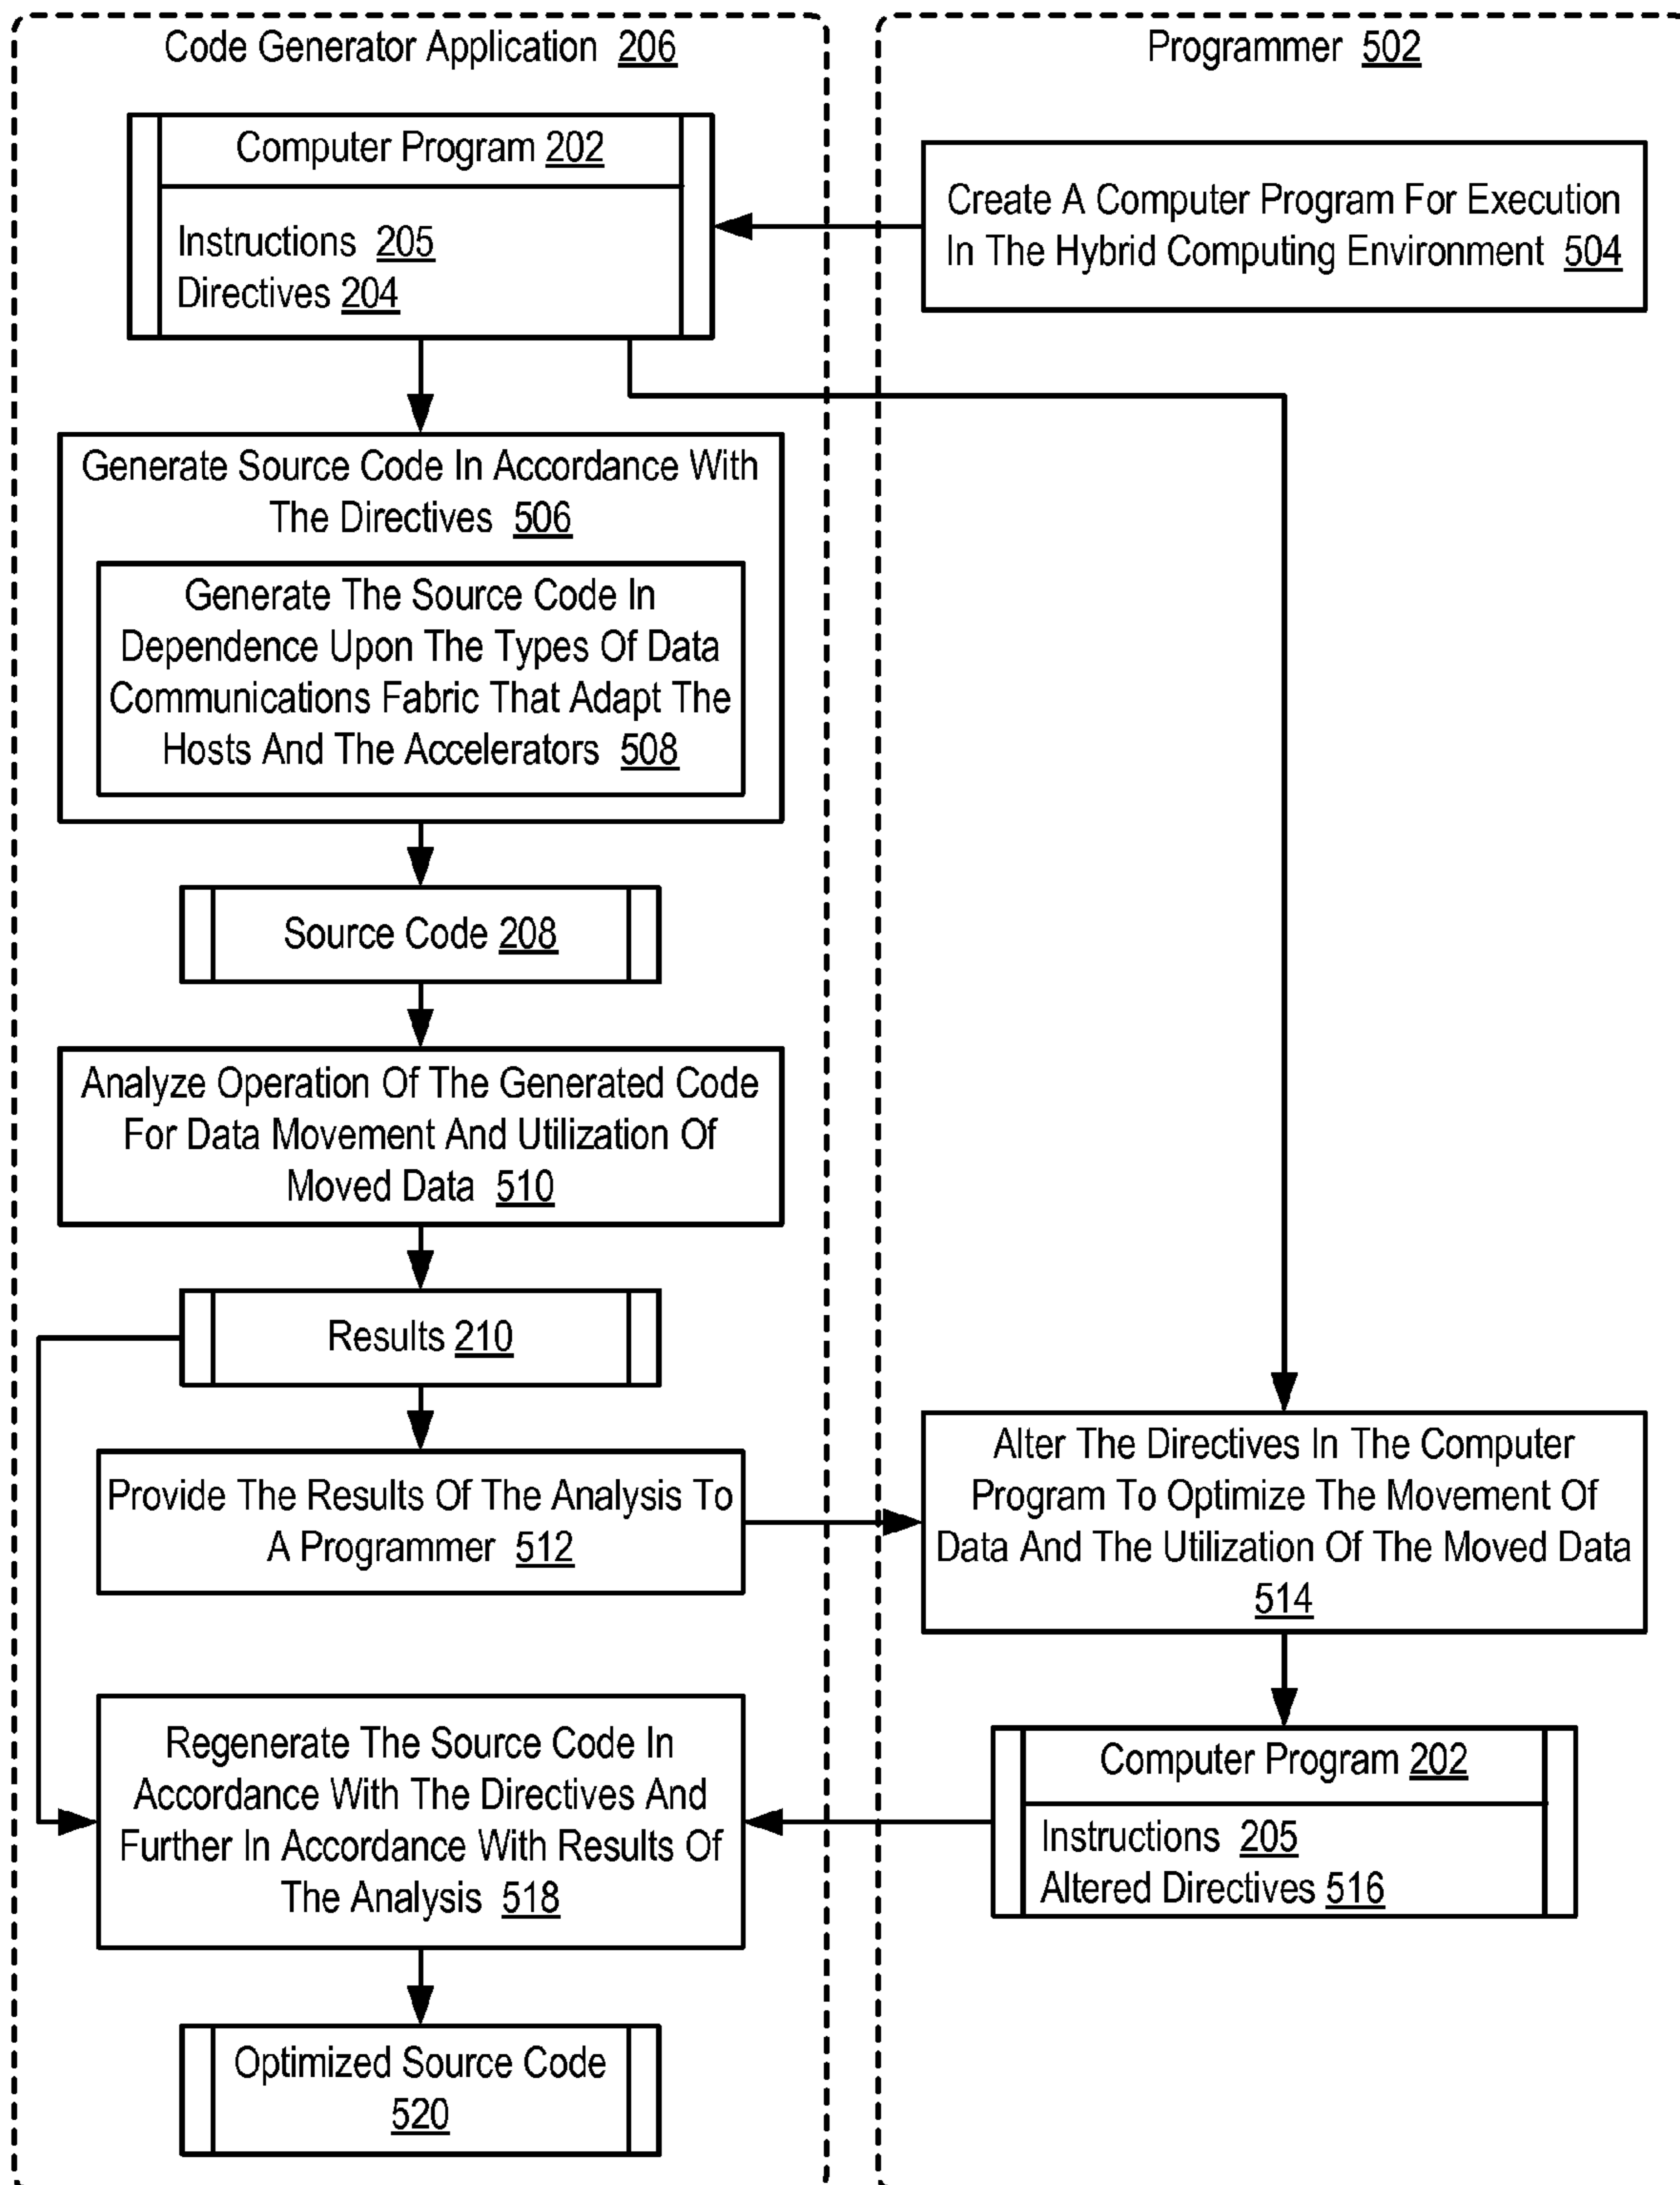 Code Generator Application 206
Programmer 502
Computer Program 202
Instructions 205
Directives 204
Create A Computer Program For Execution
In The Hybrid Computing Environment 504
Generate Source Code In Accordance With
The Directives 506
Generate The Source Code In
Dependence Upon The Types Of Data
Communications Fabric That Adapt The
Hosts And The Accelerators 508
Source Code 208
Analyze Operation Of The Generated Code
For Data Movement And Utilization Of
Moved Data 510
Results 210
Provide The Results Of The Analysis To
A Programmer 512
Alter The Directives In The Computer
Program To Optimize The Movement Of
Data And The Utilization Of The Moved Data
514
Computer Program 202
Instructions 205
Altered Directives 516
Regenerate The Source Code In
Accordance With The Directives And
Further In Accordance With Results Of
The Analysis 518
Optimized Source Code
520